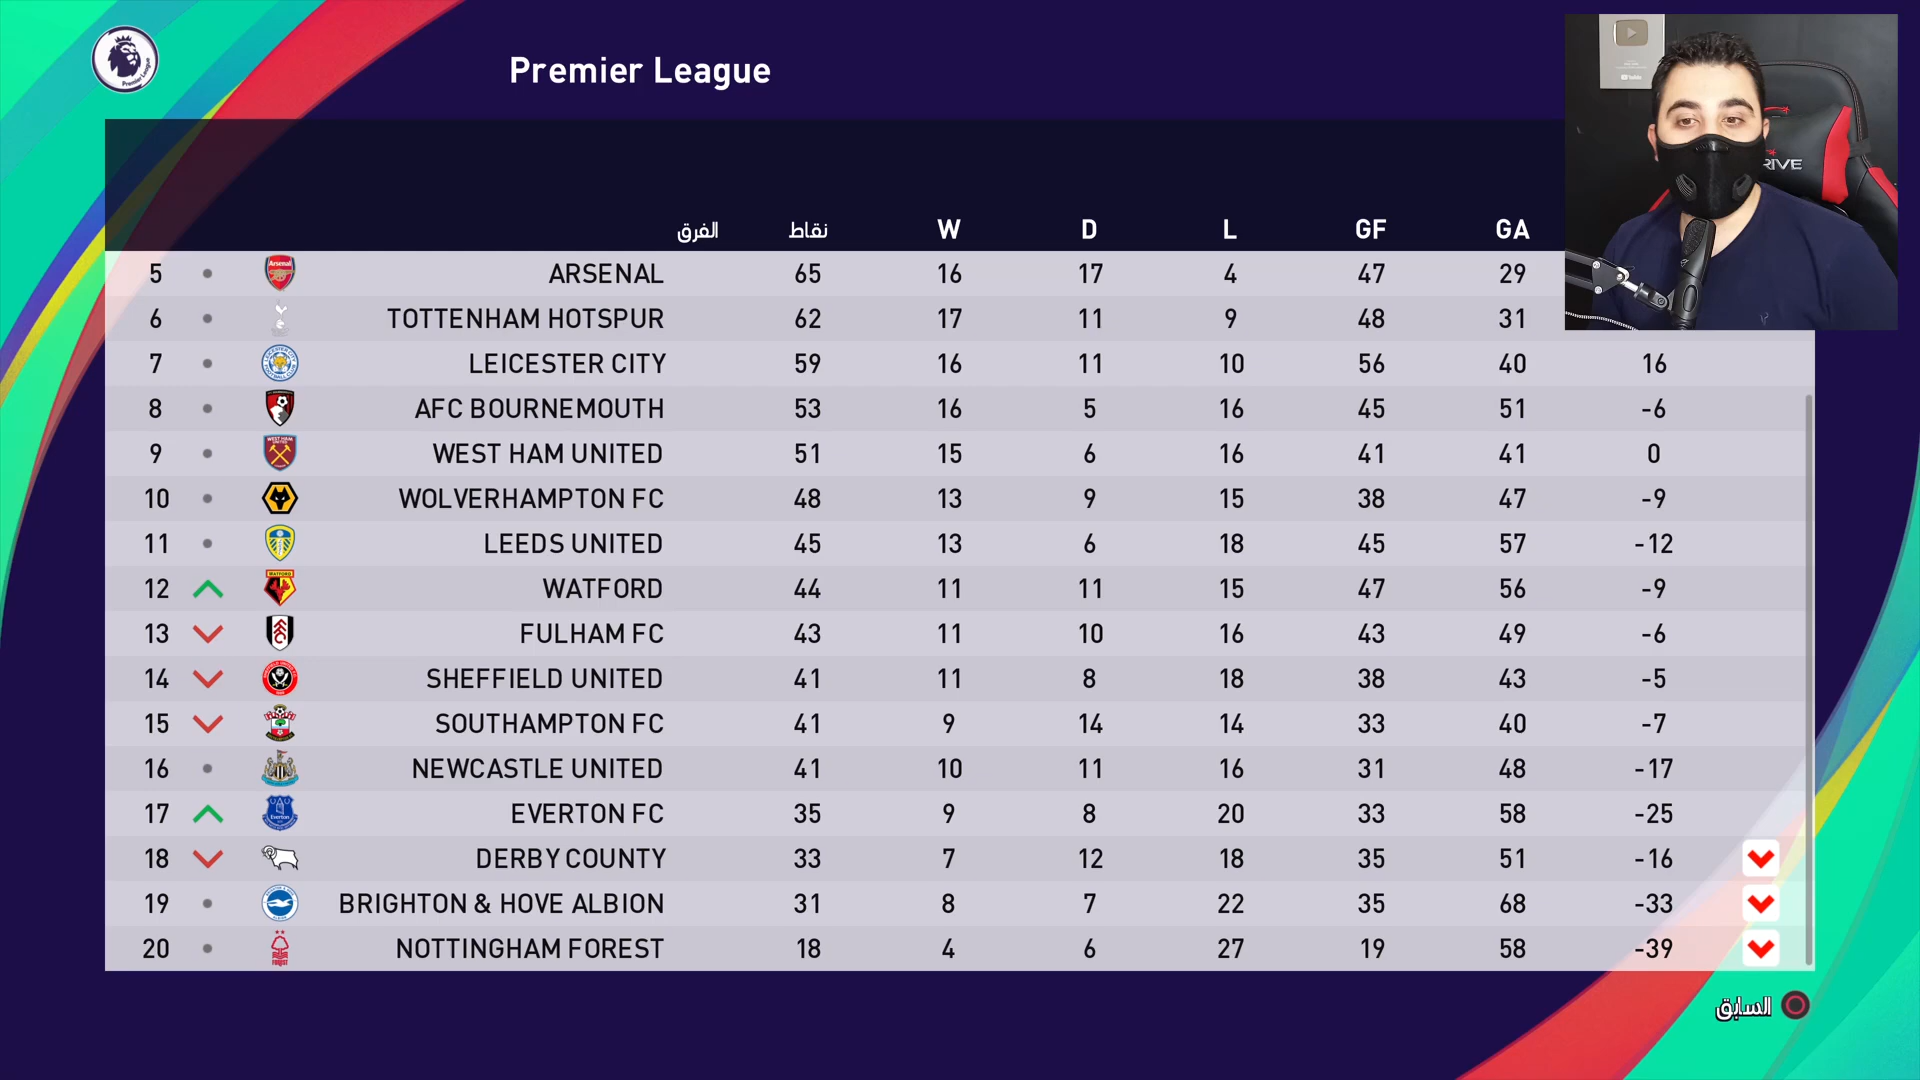 Premier League
الفرق نقاط W D L GF GA
5 ARSENAL 65 16 17 4 47 29
6 TOTTENHAM HOTSPUR 62 17 11 9 48 31
7 LEICESTER CITY 59 16 11 10 56 40 16
8 AFC BOURNEMOUTH 53 16 5 16 45 51 -6
9 WEST HAM UNITED 51 15 6 16 41 41 0
10 WOLVERHAMPTON FC 48 13 9 15 38 47 -9
11 LEEDS UNITED 45 13 6 18 45 57 -12
12 WATFORD 44 11 11 15 47 56 -9
13 FULHAM FC 43 11 10 16 43 49 -6
14 SHEFFIELD UNITED 41 11 8 18 38 43 -5
15 SOUTHAMPTON FC 41 9 14 14 33 40 -7
16 NEWCASTLE UNITED 41 10 11 16 31 48 -17
17 EVERTON FC 35 9 8 20 33 58 -25
18 DERBY COUNTY 33 7 12 18 35 51 -16
19 BRIGHTON & HOVE ALBION 31 8 7 22 35 68 -33
20 NOTTINGHAM FOREST 18 4 6 27 19 58 -39
السابق